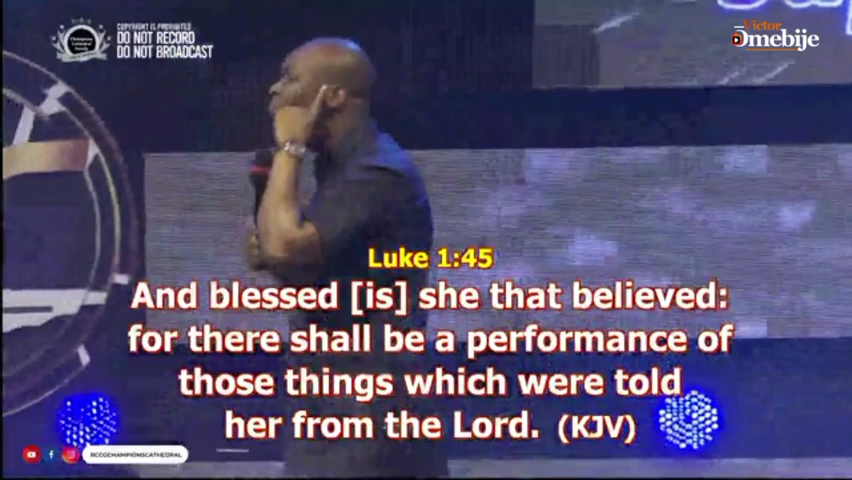 COPYRIGHT IS PROHIBITED
DO NOT RECORD
DO NOT BROADCAST
Victor
Omebije
Luke 1:45
And blessed [is] she that believed:
for there shall be a performance of
those things which were told
her from the Lord. (KJV)
RCCGCHAMPIONSCATHEDRAL